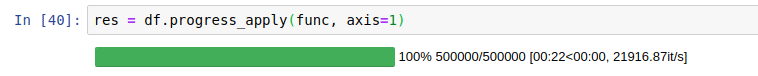 In [40]: res = df.progress_apply(func, axis=1)
100% 500000/500000 [00:22<00:00, 21916.87it/s]